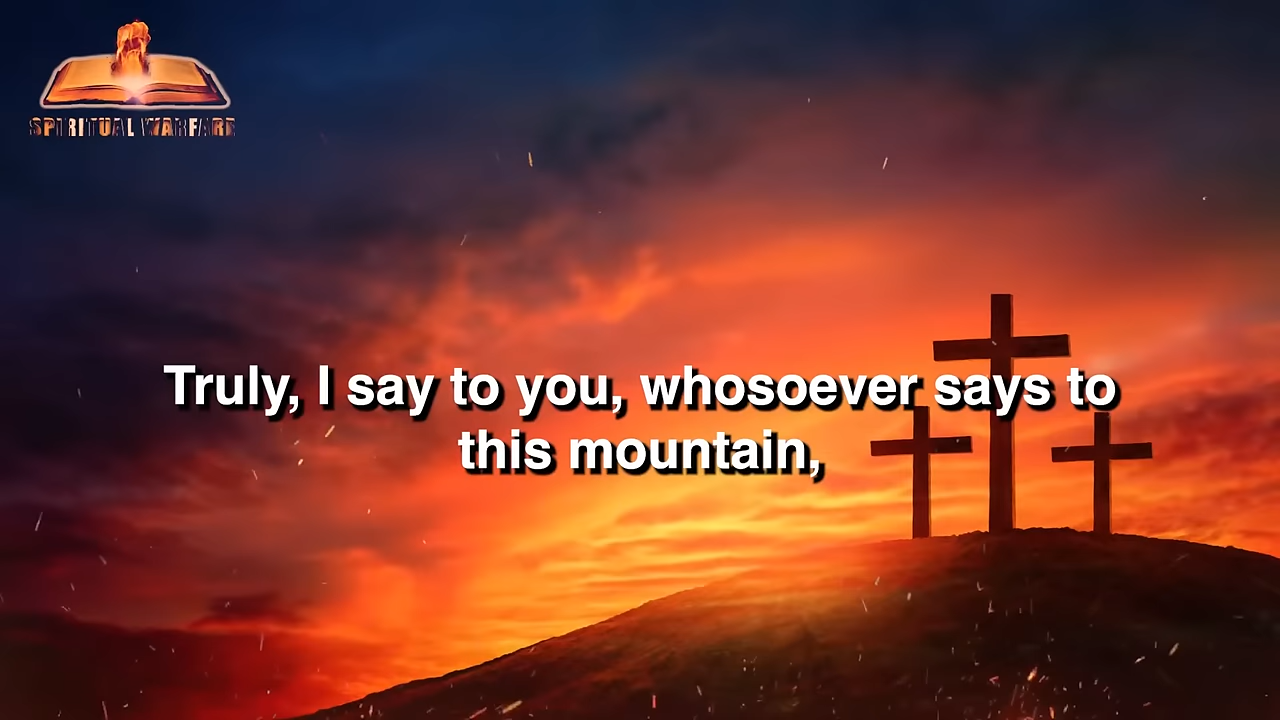 SPIRITUAL WARFARE
Truly, I say to you, whosoever says to
this mountain,